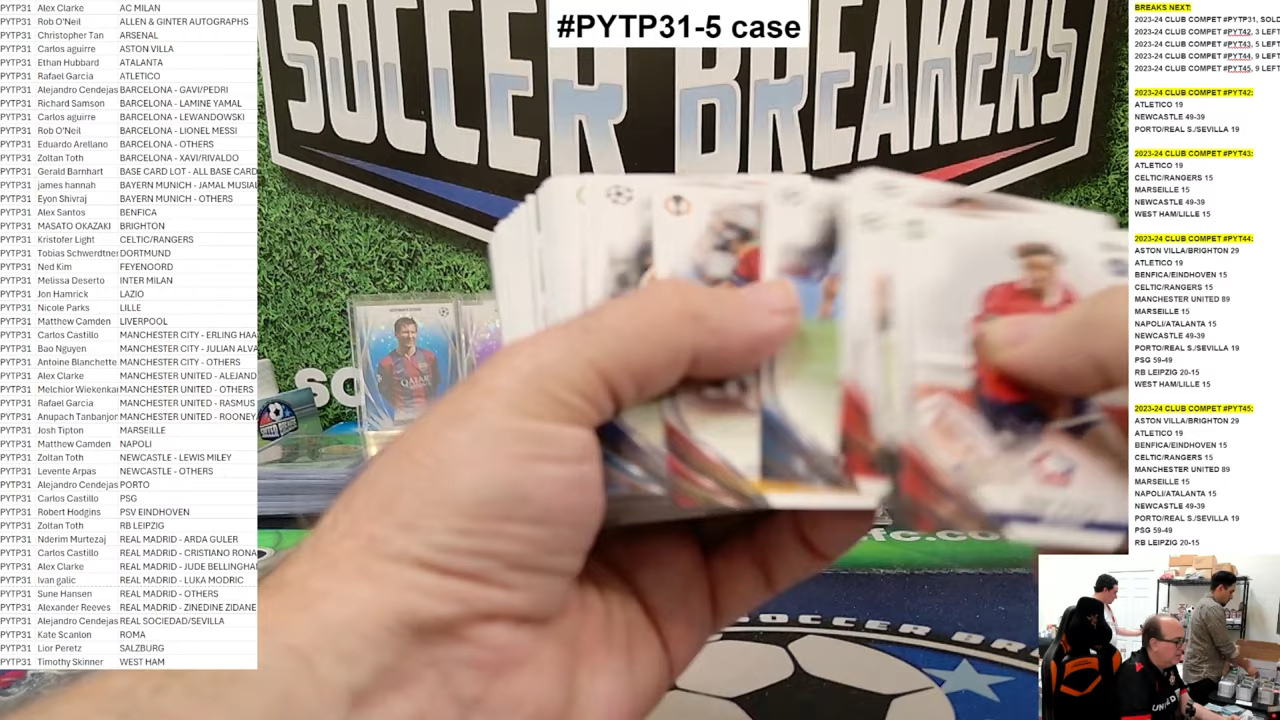 #PYTP31-5 case
SOCCER BREAKERS
PYTP31 Alex Clarke AC MILAN
PYTP31 Rob O'Neil ALLEN & GINTER AUTOGRAPHS
PYTP31 Christopher Tan ARSENAL
PYTP31 Carlos aguirre ASTON VILLA
PYTP31 Ethan Hubbard ATALANTA
PYTP31 Rafael Garcia ATLETICO
PYTP31 Alejandro Cendejas BARCELONA - GAVI/PEDRI
PYTP31 Richard Samson BARCELONA - LAMINE YAMAL
PYTP31 Carlos aguirre BARCELONA - LEWANDOWSKI
PYTP31 Rob O'Neil BARCELONA - LIONEL MESSI
PYTP31 Eduardo Arellano BARCELONA - OTHERS
PYTP31 Zoltan Toth BARCELONA - XAVI/RIVALDO
PYTP31 Gerald Barnhart BASE CARD LOT - ALL BASE CARD
PYTP31 james hannah BAYERN MUNICH - JAMAL MUSIAL
PYTP31 Eyon Shivraj BAYERN MUNICH - OTHERS
PYTP31 Alex Santos BENFICA
PYTP31 MASATO OKAZAKI BRIGHTON
PYTP31 Kristofer Light CELTIC/RANGERS
PYTP31 Tobias Schwerdtner DORTMUND
PYTP31 Ned Kim FEYENOORD
PYTP31 Melissa Deserto INTER MILAN
PYTP31 Jon Hamrick LAZIO
PYTP31 Nicole Parks LILLE
PYTP31 Matthew Camden LIVERPOOL
PYTP31 Carlos Castillo MANCHESTER CITY - ERLING HAA
PYTP31 Bao Nguyen MANCHESTER CITY - JULIAN ALVA
PYTP31 Antoine Blanchette MANCHESTER CITY - OTHERS
PYTP31 Alex Clarke MANCHESTER UNITED - ALEJAND
PYTP31 Melchior Wiekenkar MANCHESTER UNITED - OTHERS
PYTP31 Rafael Garcia MANCHESTER UNITED - RASMUS
PYTP31 Anupach Tanbanjon MANCHESTER UNITED - ROONEY
PYTP31 Josh Tipton MARSEILLE
PYTP31 Matthew Camden NAPOLI
PYTP31 Zoltan Toth NEWCASTLE - LEWIS MILEY
PYTP31 Levente Arpas NEWCASTLE - OTHERS
PYTP31 Alejandro Cendejas PORTO
PYTP31 Carlos Castillo PSG
PYTP31 Robert Hodgins PSV EINDHOVEN
PYTP31 Zoltan Toth RB LEIPZIG
PYTP31 Nderim Murtezaj REAL MADRID - ARDA GULER
PYTP31 Carlos Castillo REAL MADRID - CRISTIANO RONA
PYTP31 Alex Clarke REAL MADRID - JUDE BELLINGHA
PYTP31 Ivan galic REAL MADRID - LUKA MODRIC
PYTP31 Sune Hansen REAL MADRID - OTHERS
PYTP31 Alexander Reeves REAL MADRID - ZINEDINE ZIDANE
PYTP31 Alejandro Cendejas REAL SOCIEDAD/SEVILLA
PYTP31 Kate Scanlon ROMA
PYTP31 Lior Peretz SALZBURG
PYTP31 Timothy Skinner WEST HAM
BREAKS NEXT:
2023-24 CLUB COMPET #PYTP31, SOLD
2023-24 CLUB COMPET #PYT42, 3 LEFT
2023-24 CLUB COMPET #PYT43, 5 LEFT
2023-24 CLUB COMPET #PYT44, 9 LEFT
2023-24 CLUB COMPET #PYT45, 9 LEFT
2023-24 CLUB COMPET #PYT42:
ATLETICO 19
NEWCASTLE 49-39
PORTO/REAL S./SEVILLA 19
2023-24 CLUB COMPET #PYT43:
ATLETICO 19
CELTIC/RANGERS 15
MARSEILLE 15
NEWCASTLE 49-39
WEST HAM/LILLE 15
2023-24 CLUB COMPET #PYT44:
ASTON VILLA/BRIGHTON 29
ATLETICO 19
BENFICA/EINDHOVEN 15
CELTIC/RANGERS 15
MANCHESTER UNITED 89
MARSEILLE 15
NAPOLI/ATALANTA 15
NEWCASTLE 49-39
PORTO/REAL S./SEVILLA 19
PSG 59-49
RB LEIPZIG 20-15
WEST HAM/LILLE 15
2023-24 CLUB COMPET #PYT45:
ASTON VILLA/BRIGHTON 29
ATLETICO 19
BENFICA/EINDHOVEN 15
CELTIC/RANGERS 15
MANCHESTER UNITED 89
MARSEILLE 15
NAPOLI/ATALANTA 15
NEWCASTLE 49-39
PORTO/REAL S./SEVILLA 19
PSG 59-49
RB LEIPZIG 20-15